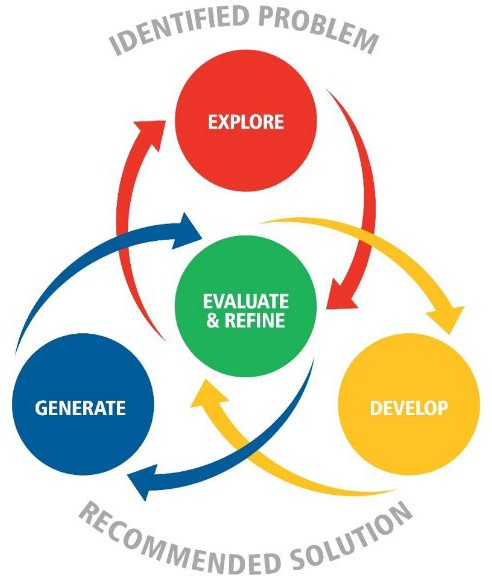 IDENTIFIED PROBLEM
EXPLORE
EVALUATE
& REFINE
GENERATE
DEVELOP
RECOMMENDED SOLUTION